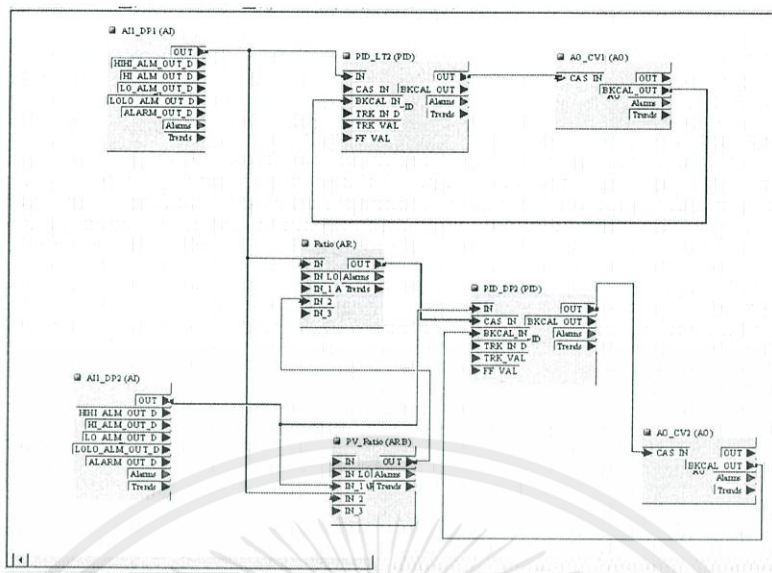 AI1_DP1 (AI)
OUT
HIHI_ALM_OUT_D
HI_ALM_OUT_D
LO_ALM_OUT_D
LOLO_ALM_OUT_D
ALARM_OUT_D
Alarms
Trends
PID_LT2 (PID)
IN OUT
CAS_IN BKCAL_OUT
BKCAL_IN Alarms
TRK_IN_D Trends
TRK_VAL
FF_VAL
AO_CV1 (AO)
CAS_IN OUT
BKCAL_OUT
Alarms
Trends
Ratio (AR)
IN OUT
IN_LO Alarms
IN_1 Trends
IN_2
IN_3
PID_DP2 (PID)
IN OUT
CAS_IN BKCAL_OUT
BKCAL_IN Alarms
TRK_IN_D Trends
TRK_VAL
FF_VAL
AI1_DP2 (AI)
OUT
HIHI_ALM_OUT_D
HI_ALM_OUT_D
LO_ALM_OUT_D
LOLO_ALM_OUT_D
ALARM_OUT_D
Alarms
Trends
PV_Ratio (ARB)
IN OUT
IN_LO Alarms
IN_1 Trends
IN_2
IN_3
AO_CV2 (AO)
CAS_IN OUT
BKCAL_OUT
Alarms
Trends